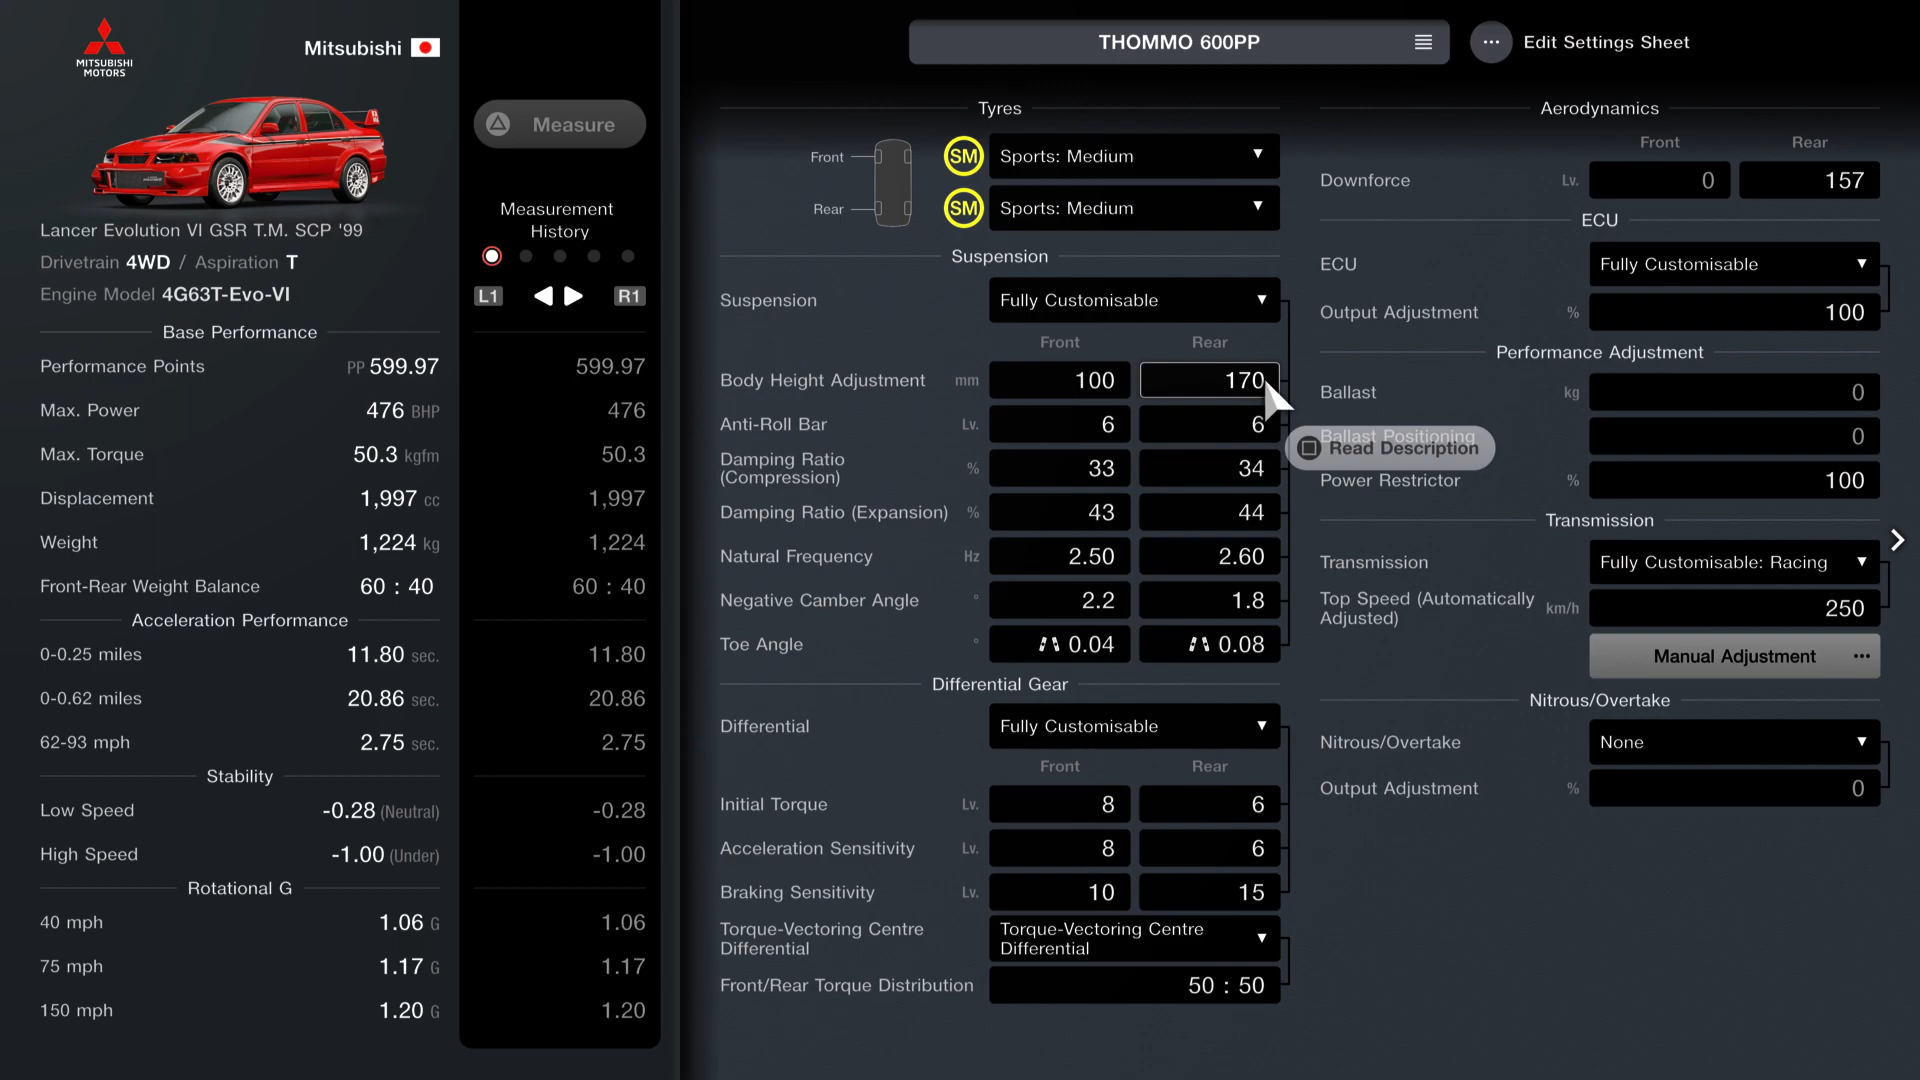 MITSUBISHI
MOTORS
Mitsubishi
Lancer Evolution VI GSR T.M. SCP '99
Drivetrain 4WD / Aspiration T
Engine Model 4G63T-Evo-VI
Base Performance
Performance Points PP 599.97
Max. Power 476 BHP
Max. Torque 50.3 kgfm
Displacement 1,997 cc
Weight 1,224 kg
Front-Rear Weight Balance 60 : 40
Acceleration Performance
0-0.25 miles 11.80 sec.
0-0.62 miles 20.86 sec.
62-93 mph 2.75 sec.
Stability
Low Speed -0.28 (Neutral)
High Speed -1.00 (Under)
Rotational G
40 mph 1.06 G
75 mph 1.17 G
150 mph 1.20 G
Measure
Measurement
History
L1 R1
599.97
476
50.3
1,997
1,224
60 : 40
11.80
20.86
2.75
-0.28
-1.00
1.06
1.17
1.20
THOMMO 600PP
Edit Settings Sheet
Tyres
Front SM Sports: Medium
Rear SM Sports: Medium
Suspension
Suspension Fully Customisable
Front Rear
Body Height Adjustment mm 100 170
Anti-Roll Bar Lv. 6 6
Damping Ratio
(Compression) % 33 34
Damping Ratio (Expansion) % 43 44
Natural Frequency Hz 2.50 2.60
Negative Camber Angle ° 2.2 1.8
Toe Angle ° 0.04 0.08
Differential Gear
Differential Fully Customisable
Front Rear
Initial Torque Lv. 8 6
Acceleration Sensitivity Lv. 8 6
Braking Sensitivity Lv. 10 15
Torque-Vectoring Centre
Differential
Torque-Vectoring Centre
Differential
Front/Rear Torque Distribution 50 : 50
Aerodynamics
Front Rear
Downforce Lv. 0 157
ECU
ECU Fully Customisable
Output Adjustment % 100
Performance Adjustment
Ballast kg 0
Ballast Positioning 0
Read Description
Power Restrictor % 100
Transmission
Transmission Fully Customisable: Racing
Top Speed (Automatically
Adjusted) km/h 250
Manual Adjustment
Nitrous/Overtake
Nitrous/Overtake None
Output Adjustment % 0